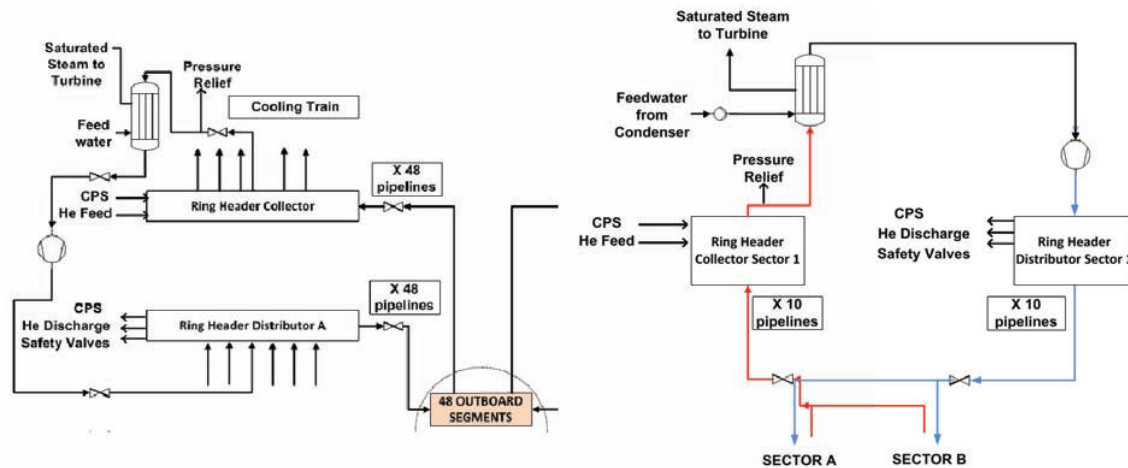 Saturated
Steam to
Turbine
Pressure
Relief
Cooling Train
Feed
water
X 48
pipelines
CPS
He Feed
Ring Header Collector
X 48
pipelines
CPS
He Discharge
Safety Valves
Ring Header Distributor A
48 OUTBOARD
SEGMENTS
Saturated Steam
to Turbine
Feedwater
from
Condenser
Pressure
Relief
CPS
He Feed
Ring Header
Collector Sector 1
CPS
He Discharge
Safety Valves
Ring Header
Distributor Sector 1
X 10
pipelines
X 10
pipelines
SECTOR A
SECTOR B